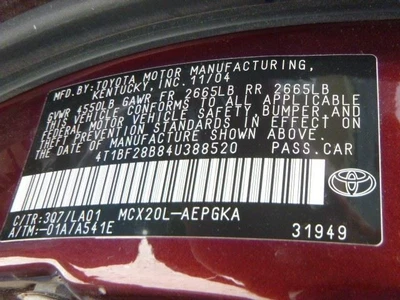 MFD.BY:TOYOTA MOTOR MANUFACTURING,
KENTUCKY, INC. 11/04
GVWR 4550LB GAWR FR 2665LB RR 2665LB
THIS VEHICLE CONFORMS TO ALL APPLICABLE
FEDERAL MOTOR VEHICLE SAFETY, BUMPER,AND
THEFT PREVENTION STANDARDS IN EFFECT ON
THE DATE OF MANUFACTURE SHOWN ABOVE.
4T1BF28B84U388520 PASS.CAR
TOYOTA
C/TR:3Q7/LA01 MCX20L-AEPGKA
A/TM:-01A/A541E 31949